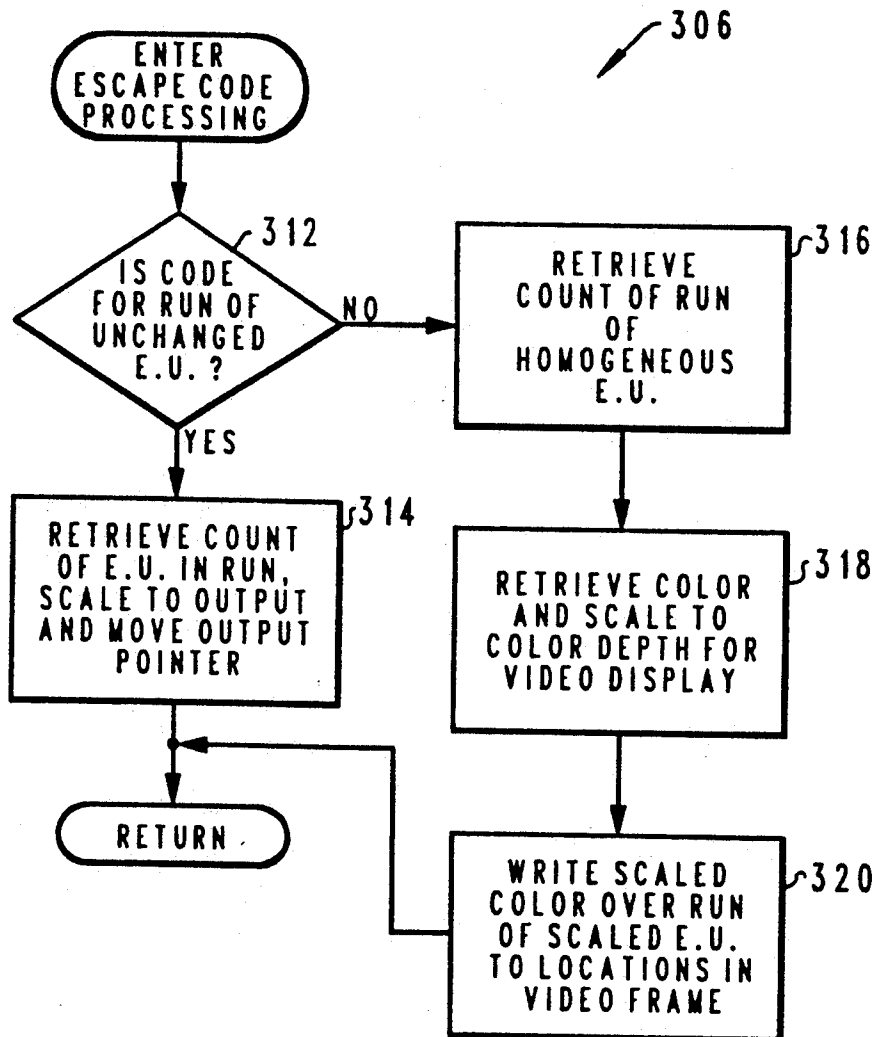 306
ENTER
ESCAPE CODE
PROCESSING
312
IS CODE
FOR RUN OF
UNCHANGED
E.U.?
NO
YES
314
RETRIEVE COUNT
OF E.U. IN RUN,
SCALE TO OUTPUT
AND MOVE OUTPUT
POINTER
RETURN
316
RETRIEVE
COUNT OF RUN
OF
HOMOGENEOUS
E.U.
318
RETRIEVE COLOR
AND SCALE TO
COLOR DEPTH FOR
VIDEO DISPLAY
320
WRITE SCALED
COLOR OVER RUN
OF SCALED E.U.
TO LOCATIONS IN
VIDEO FRAME